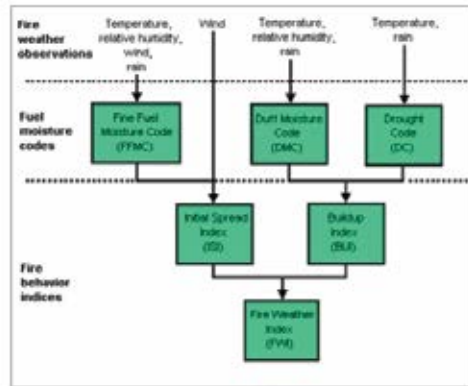 Fire
weather
observations
Temperature,
relative humidity,
wind,
rain
Wind
Temperature,
relative humidity,
rain
Temperature,
rain
Fuel
moisture
codes
Fine Fuel
Moisture Code
(FFMC)
Duff Moisture
Code
(DMC)
Drought
Code
(DC)
Fire
behavior
indices
Initial Spread
Index
(ISI)
Buildup
Index
(BUI)
Fire Weather
Index
(FWI)